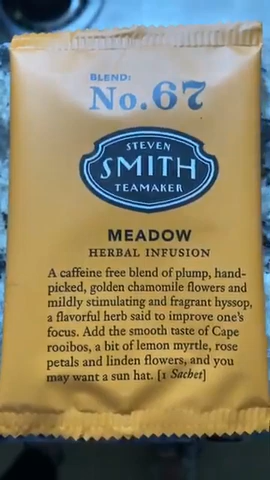 BLEND:
No. 67
STEVEN
SMITH
TEAMAKER
MEADOW
HERBAL INFUSION
A caffeine free blend of plump, hand-
picked, golden chamomile flowers and
mildly stimulating and fragrant hyssop,
a flavorful herb said to improve one's
focus. Add the smooth taste of Cape
rooibos, a bit of lemon myrtle, rose
petals and linden flowers, and you
may want a sun hat. [1 Sachet]